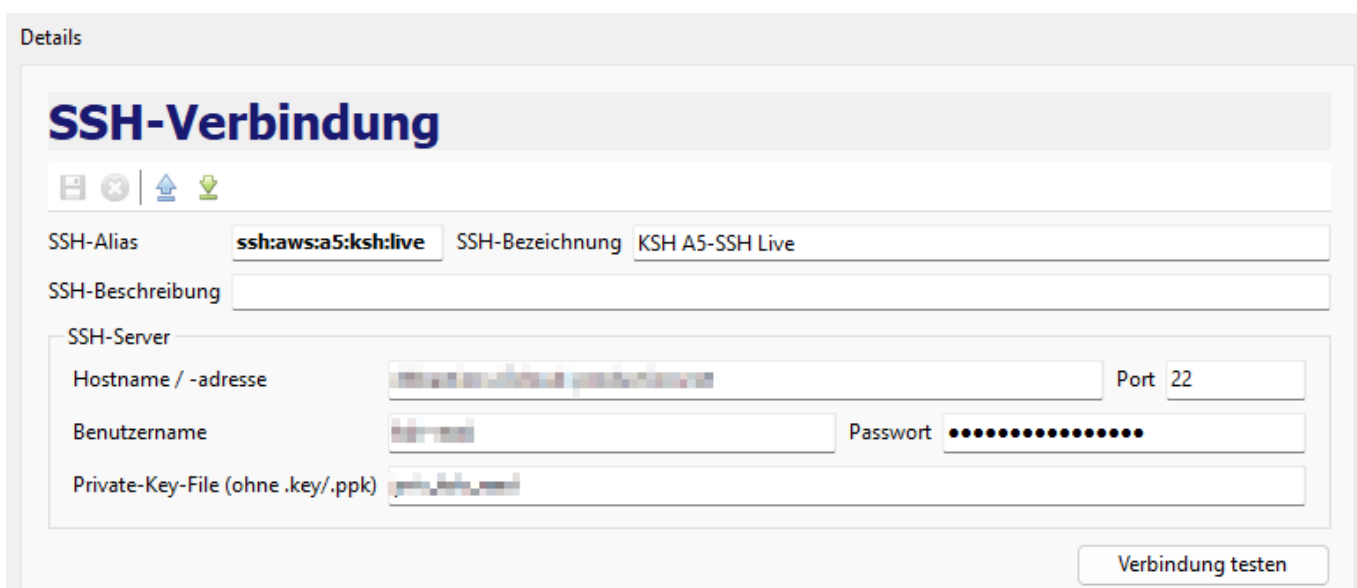 Details
SSH-Verbindung
SSH-Alias ssh:aws:a5:ksh:live SSH-Bezeichnung KSH A5-SSH Live
SSH-Beschreibung
SSH-Server
Hostname / -adresse Port 22
Benutzername Passwort ●●●●●●●●●●●●●●●●
Private-Key-File (ohne .key/.ppk)
Verbindung testen